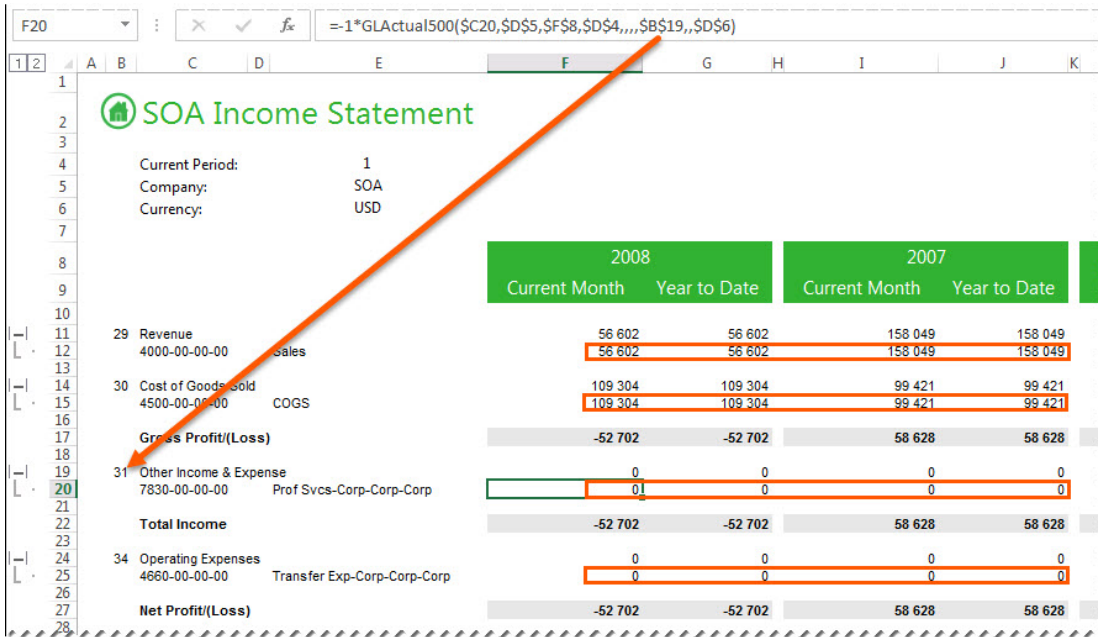 F20 fx =-1*GLActual500($C20,$D$5,$F$8,$D$4,,,,$B$19,,$D$6)
1 2 A B C D E F G H I J K
1
2 SOA Income Statement
3
4 Current Period: 1
5 Company: SOA
6 Currency: USD
7
8 2008 2007
9 Current Month Year to Date Current Month Year to Date
10
11 29 Revenue 56 602 56 602 158 049 158 049
12 4000-00-00-00 Sales 56 602 56 602 158 049 158 049
13
14 30 Cost of Goods Sold 109 304 109 304 99 421 99 421
15 4500-00-00-00 COGS 109 304 109 304 99 421 99 421
16
17 Gross Profit/(Loss) -52 702 -52 702 58 628 58 628
18
19 31 Other Income & Expense 0 0 0 0
20 7830-00-00-00 Prof Svcs-Corp-Corp-Corp 0 0 0 0
21
22 Total Income -52 702 -52 702 58 628 58 628
23
24 34 Operating Expenses 0 0 0 0
25 4660-00-00-00 Transfer Exp-Corp-Corp-Corp 0 0 0 0
26
27 Net Profit/(Loss) -52 702 -52 702 58 628 58 628
28